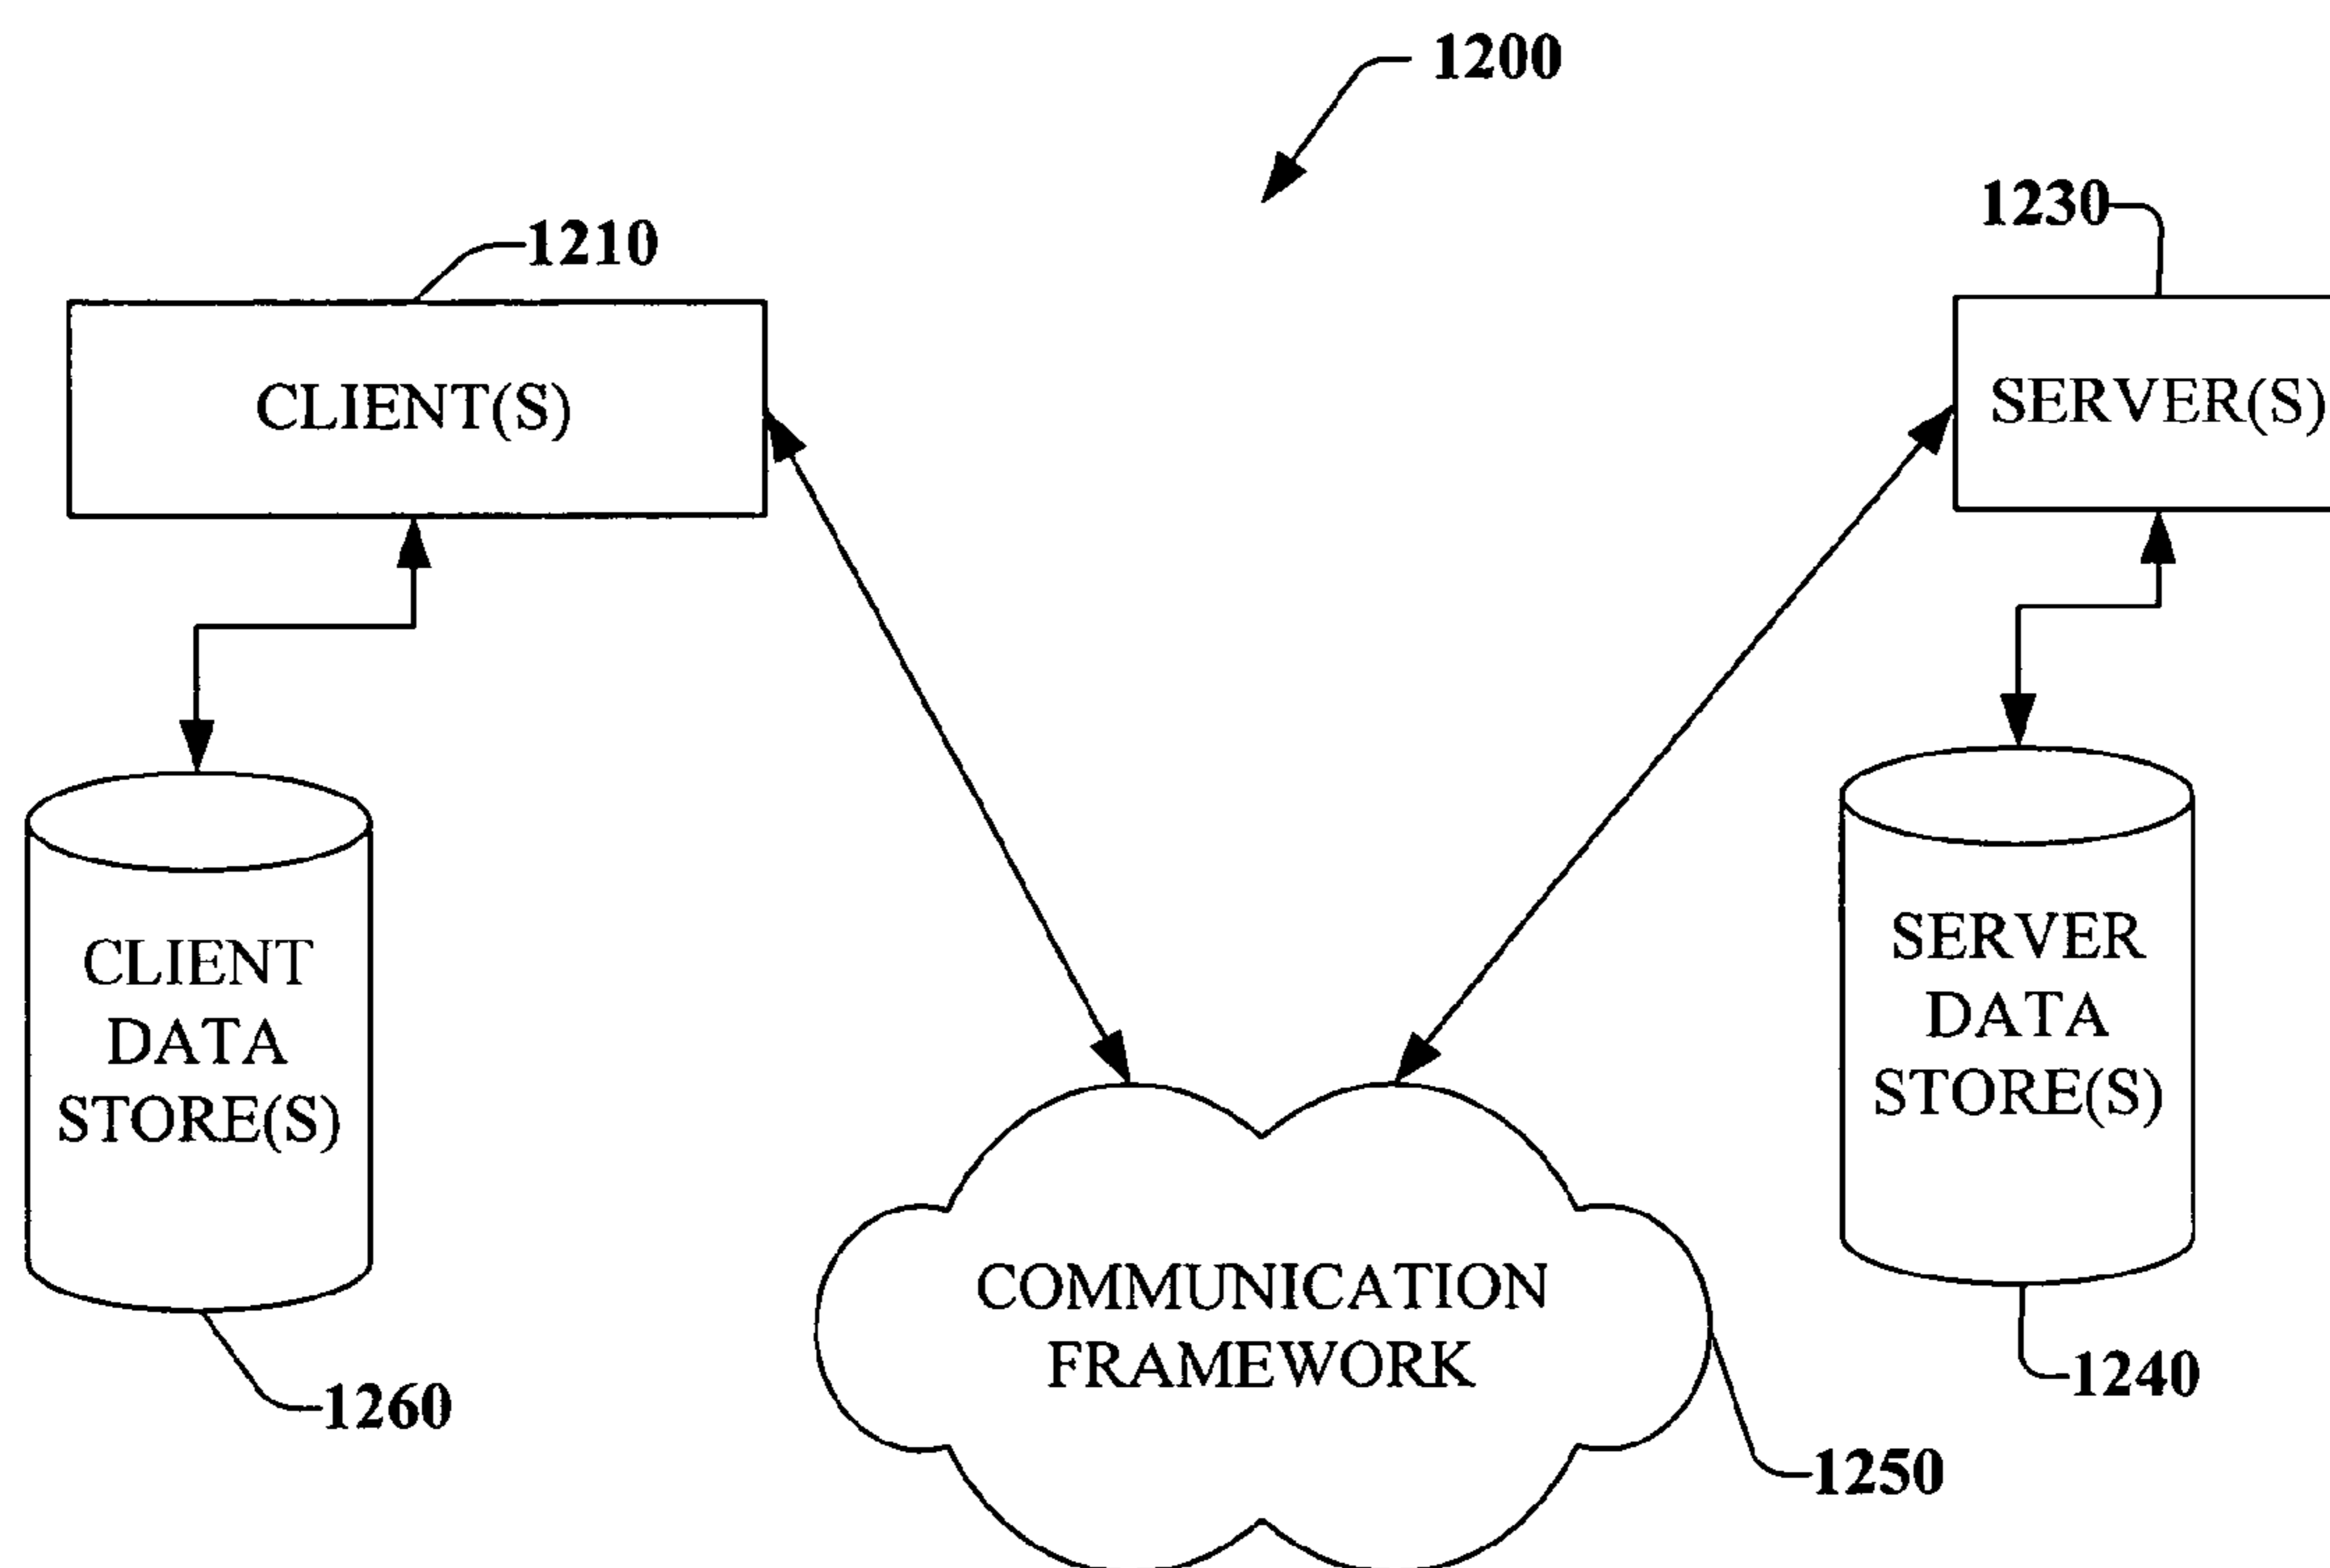 1200
1210
1230
CLIENT(S)
SERVER(S)
CLIENT
DATA
STORE(S)
SERVER
DATA
STORE(S)
COMMUNICATION
FRAMEWORK
1260
1240
1250